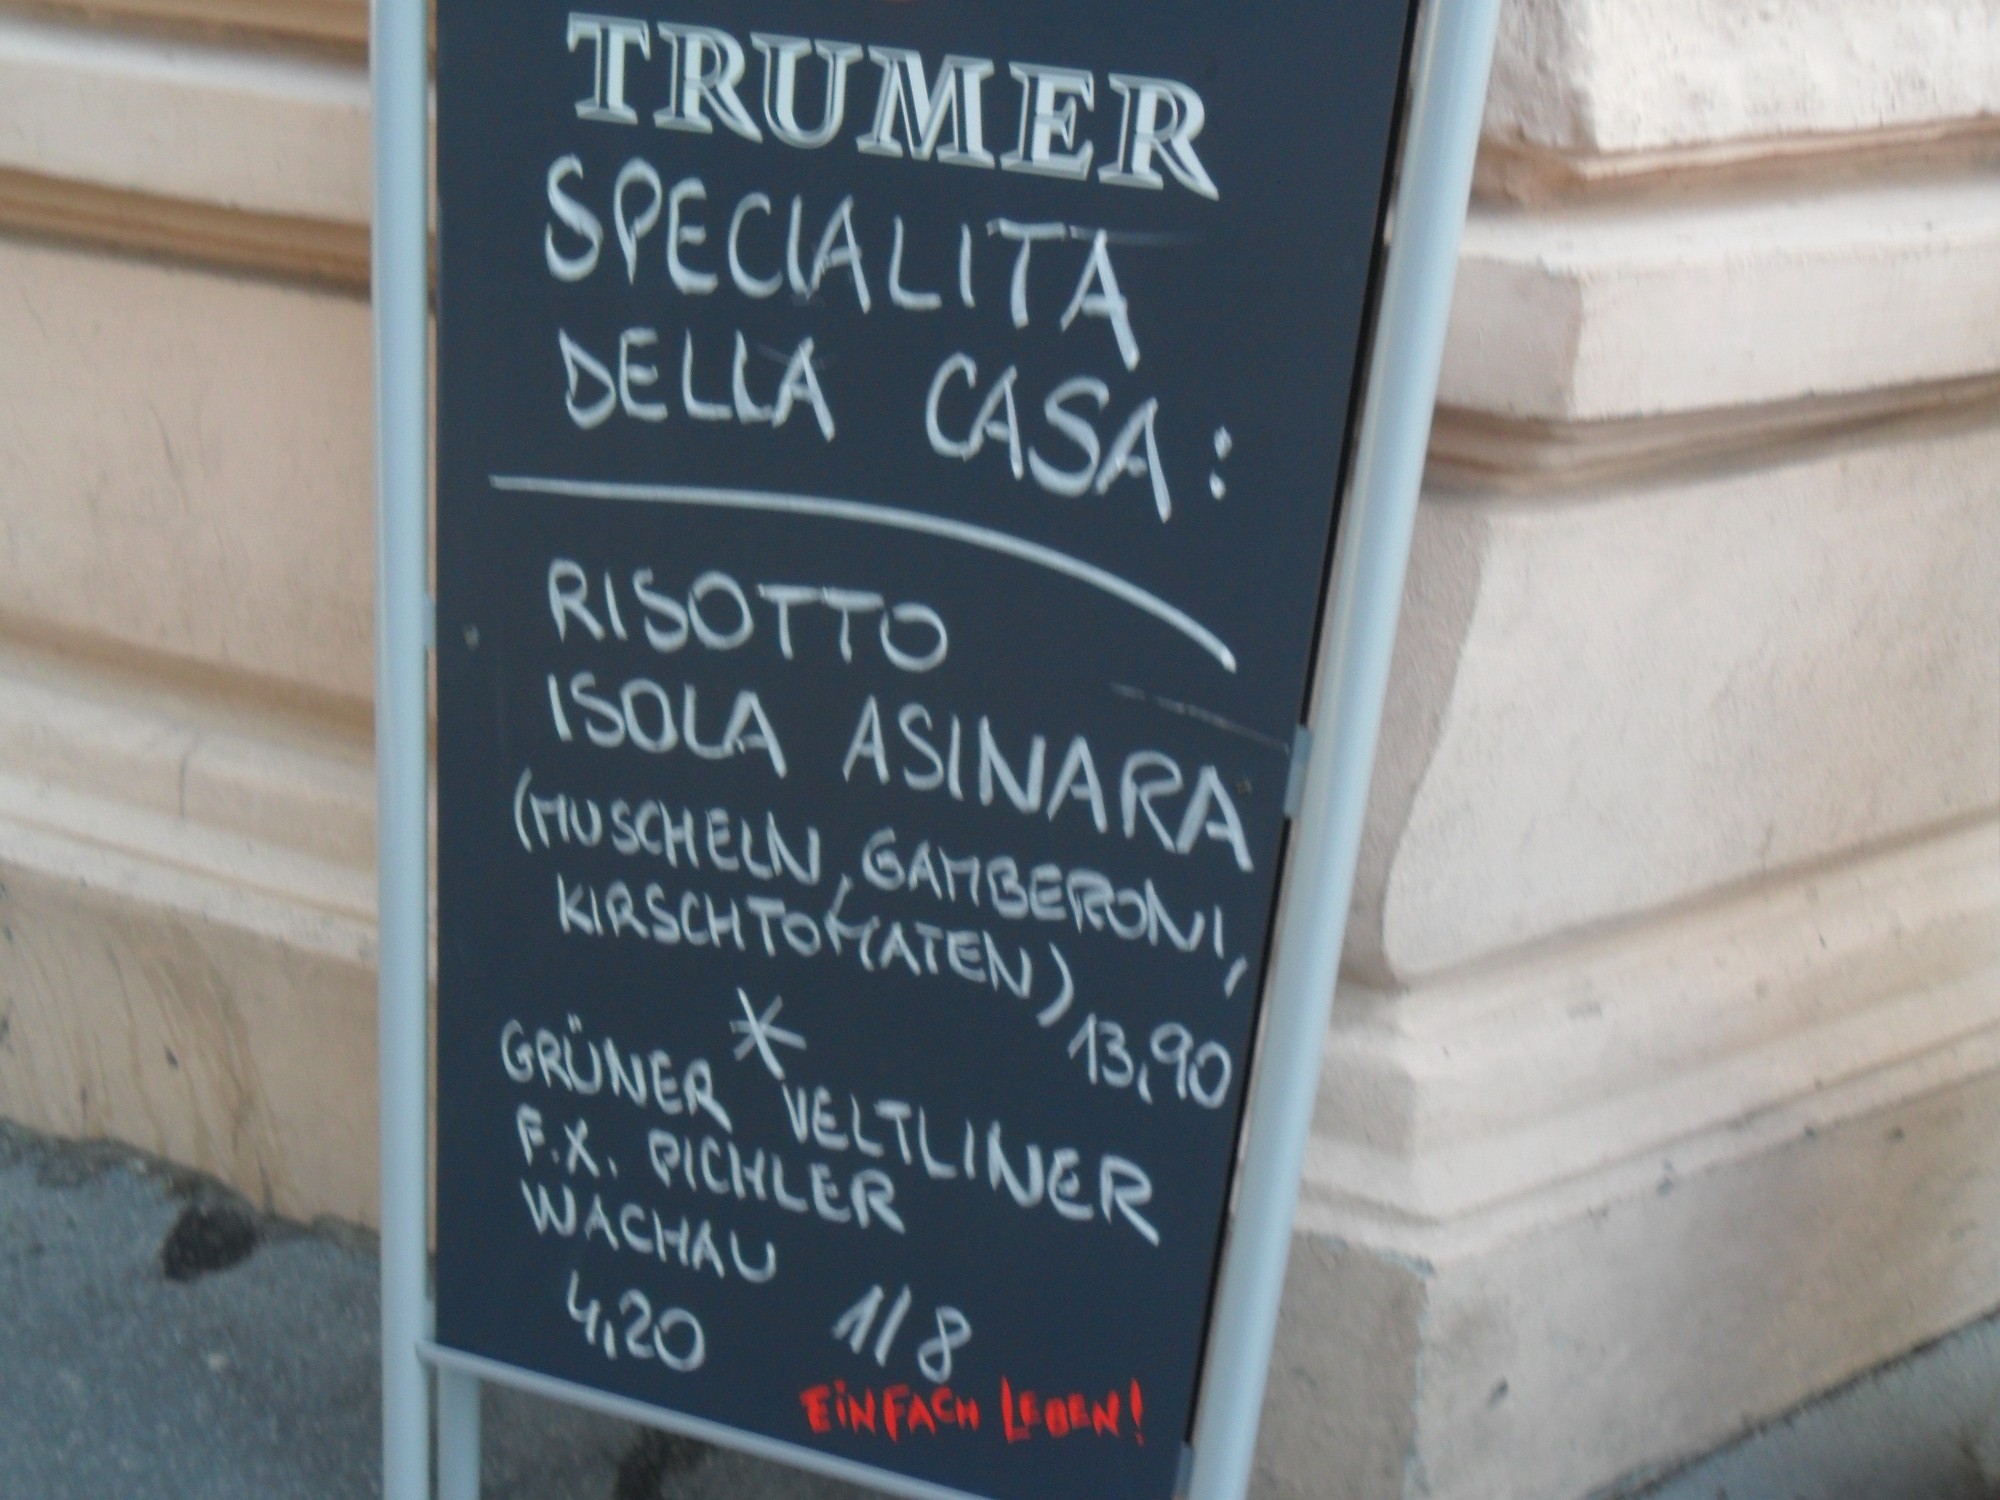 TRUMER
SPECIALITA
DELLA CASA:
RISOTTO
ISOLA ASINARA
(MUSCHELN, GAMBERONI,
KIRSCHTOMATEN)
13,90
*
GRÜNER VELTLINER
F.X. PICHLER
WACHAU
4,20 1/8
EiNFACH LEBEN!